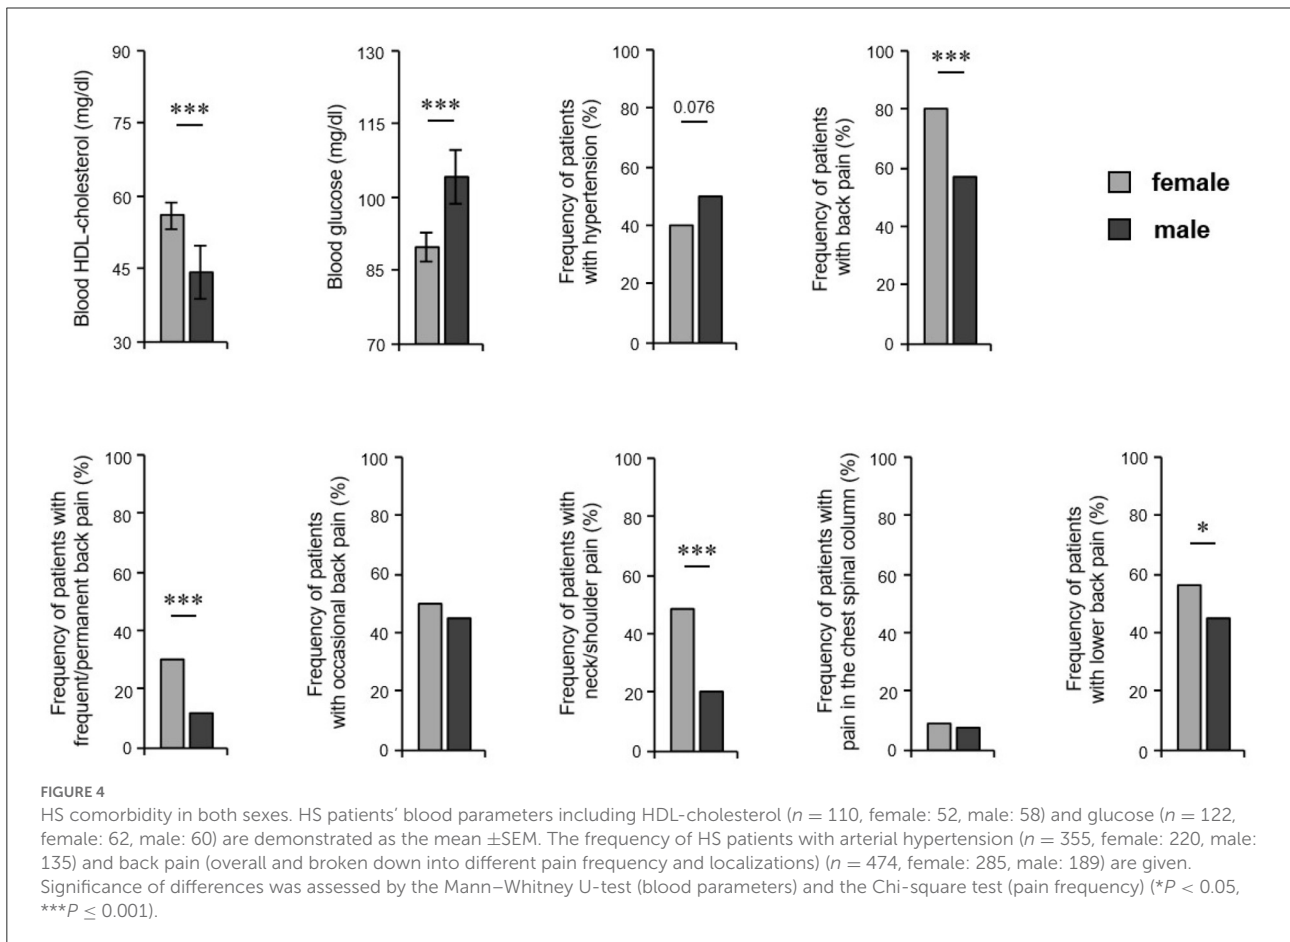 Blood HDL-cholesterol (mg/dl)
90
75
60
45
30
***
Blood glucose (mg/dl)
130
115
100
85
70
***
Frequency of patients
with hypertension (%)
100
80
60
40
20
0
0.076
Frequency of patients
with back pain (%)
100
80
60
40
20
0
***
female
male
Frequency of patients with
frequent/permanent back pain (%)
100
80
60
40
20
0
***
Frequency of patients
with occasional back pain (%)
100
80
60
40
20
0
Frequency of patients with
neck/shoulder pain (%)
100
80
60
40
20
0
***
Frequency of patients with
pain in the chest spinal column (%)
100
80
60
40
20
0
Frequency of patients
with lower back pain (%)
100
80
60
40
20
0
*
FIGURE 4
HS comorbidity in both sexes. HS patients’ blood parameters including HDL-cholesterol (n = 110, female: 52, male: 58) and glucose (n = 122,
female: 62, male: 60) are demonstrated as the mean ±SEM. The frequency of HS patients with arterial hypertension (n = 355, female: 220, male:
135) and back pain (overall and broken down into different pain frequency and localizations) (n = 474, female: 285, male: 189) are given.
Significance of differences was assessed by the Mann–Whitney U-test (blood parameters) and the Chi-square test (pain frequency) (*P < 0.05,
***P ≤ 0.001).